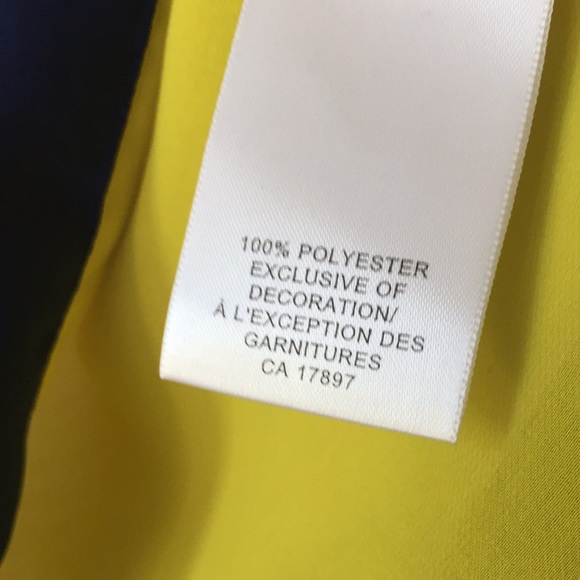 100% POLYESTER
EXCLUSIVE OF
DECORATION/
À L'EXCEPTION DES
GARNITURES
CA 17897